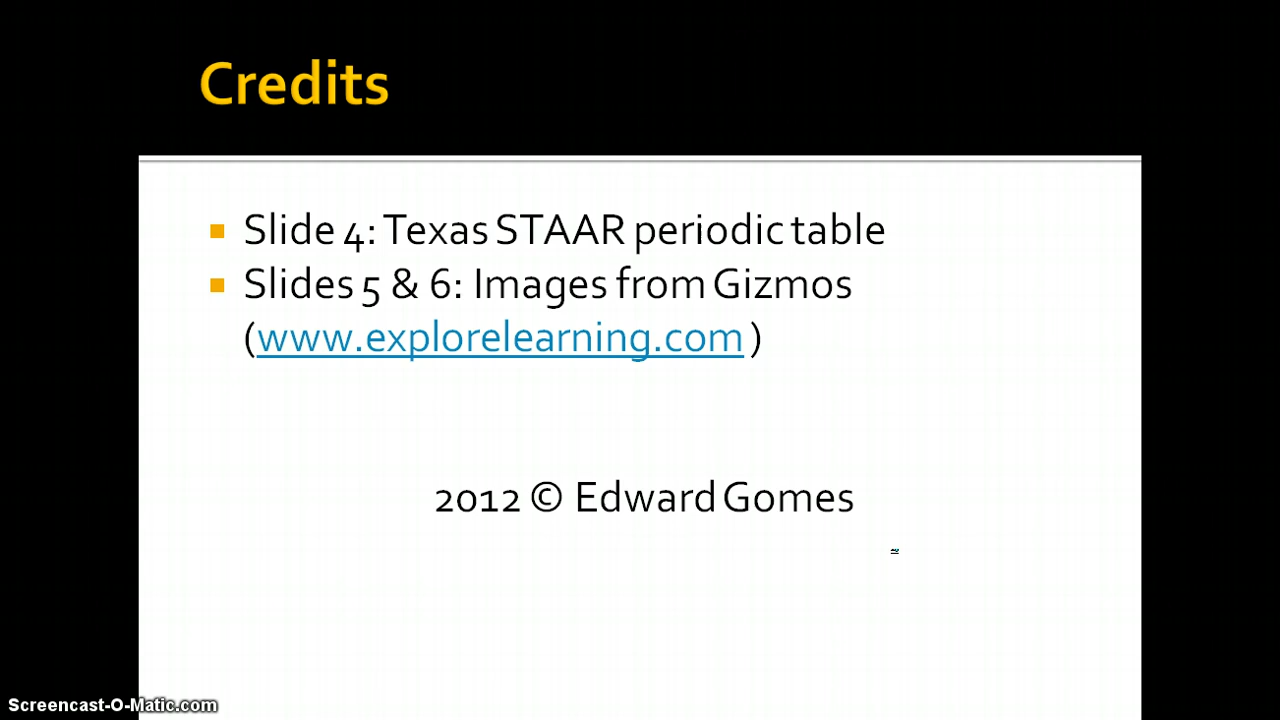 Credits
Slide 4: Texas STAAR periodic table
Slides 5 & 6: Images from Gizmos
(www.explorelearning.com )
2012 © Edward Gomes
Screencast-O-Matic.com